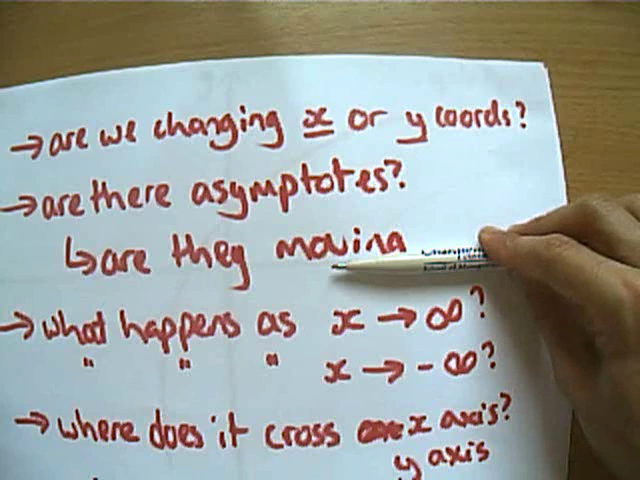 → are we changing x or y coords?
→ are there asymptotes?
↳ are they moving
→ what happens as x → ∞?
" " " x → - ∞?
→ where does it cross x axis?
y axis